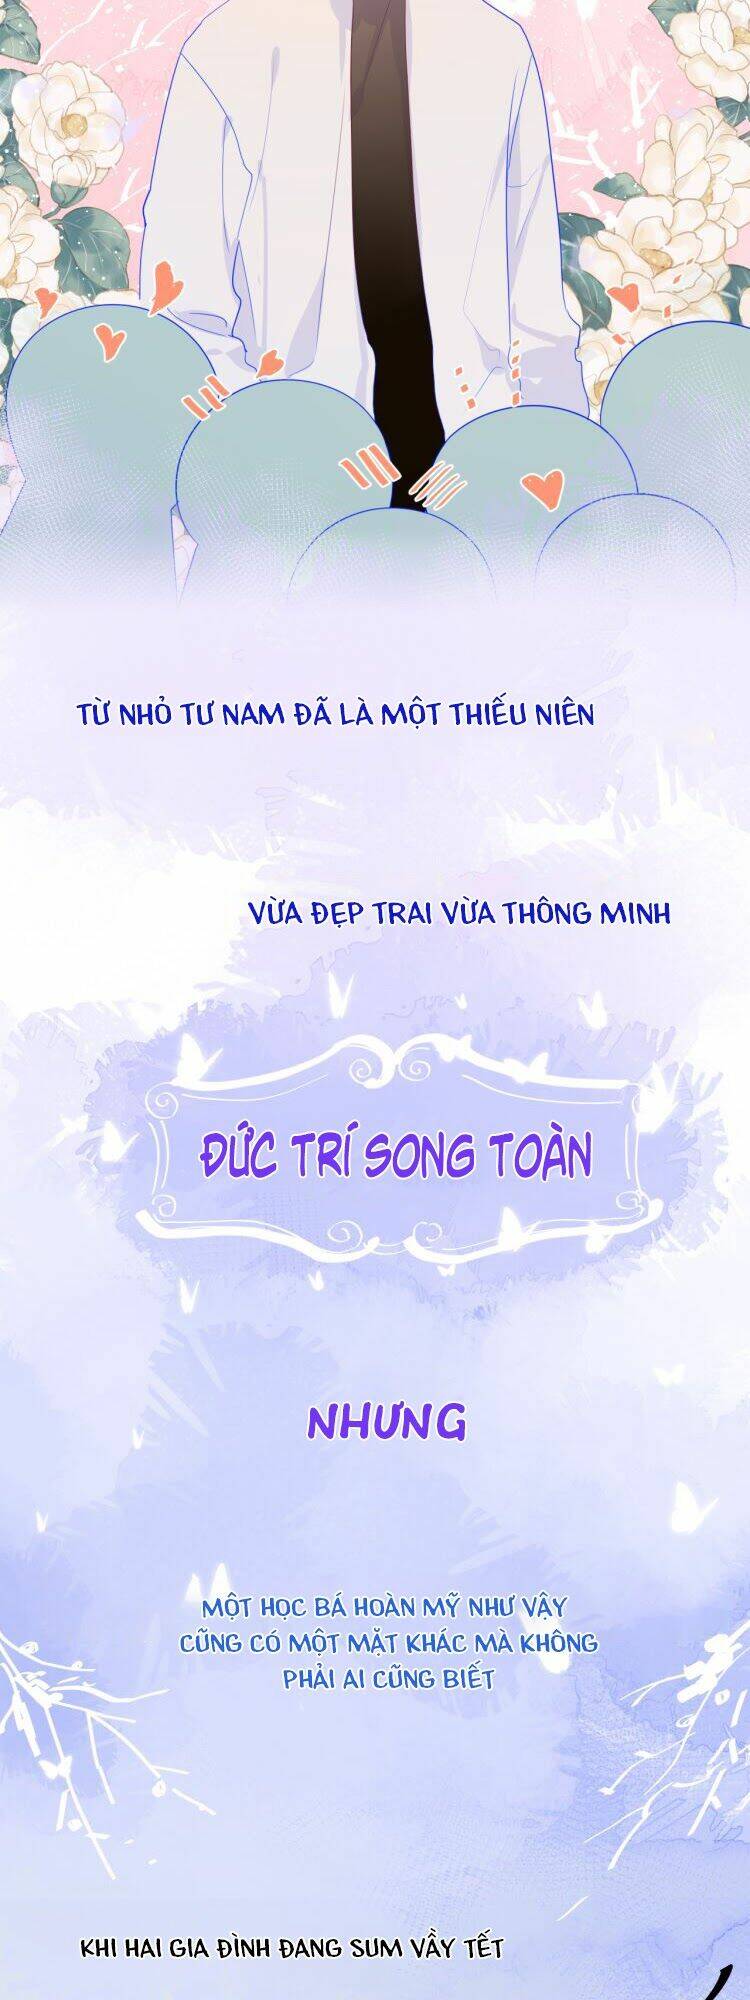 TỪ NHỎ TƯ NAM ĐÃ LÀ MỘT THIẾU NIÊN
VỪA ĐẸP TRAI VỪA THÔNG MINH
ĐỨC TRÍ SONG TOÀN
NHƯNG
MỘT HỌC BÁ HOÀN MỸ NHƯ VẬY
CŨNG CÓ MỘT MẶT KHÁC MÀ KHÔNG
PHẢI AI CŨNG BIẾT
KHI HAI GIA ĐÌNH ĐANG SUM VẦY TẾT